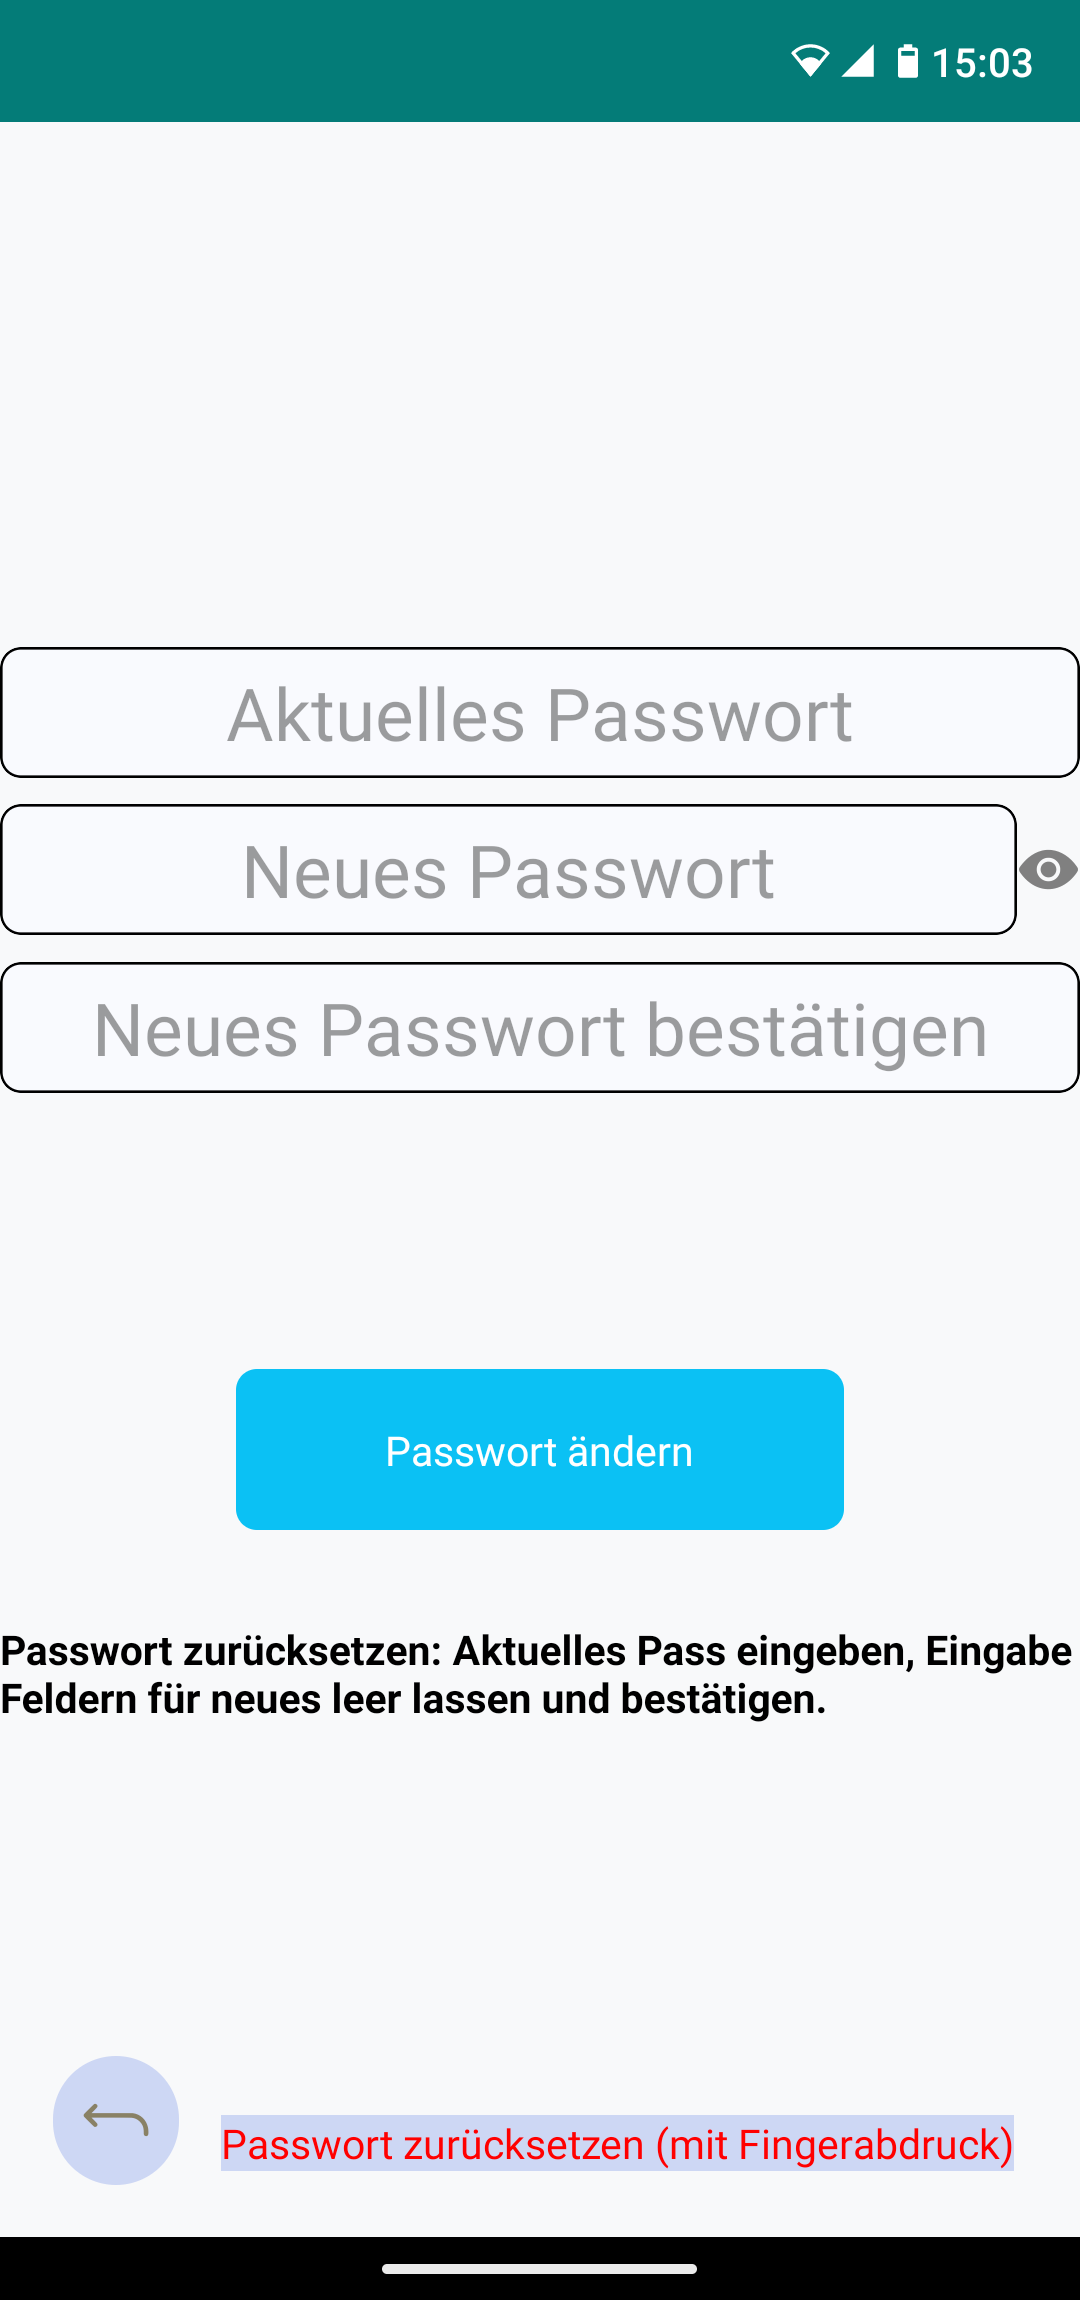 15:03
Aktuelles Passwort
Neues Passwort
Neues Passwort bestätigen
Passwort ändern
Passwort zurücksetzen: Aktuelles Pass eingeben, Eingabe
Feldern für neues leer lassen und bestätigen.
Passwort zurücksetzen (mit Fingerabdruck)